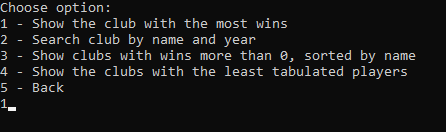 Choose option:
1 - Show the club with the most wins
2 - Search club by name and year
3 - Show clubs with wins more than 0, sorted by name
4 - Show the clubs with the least tabulated players
5 - Back
1